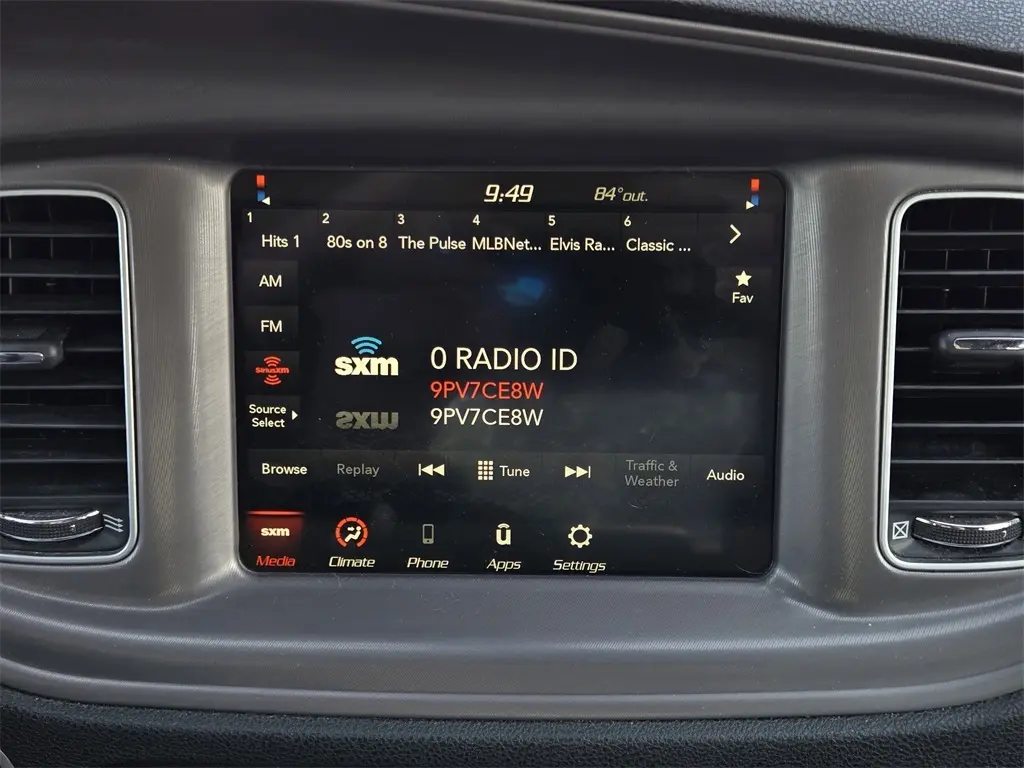 9:49 84°out.
1 2 3 4 5 6
Hits 1 80s on 8 The Pulse MLBNet... Elvis Ra... Classic ...
AM
Fav
FM
SiriusXM
sxm
0 RADIO ID
9PV7CE8W
9PV7CE8W
Source
Select
sxm
Browse Replay Tune Traffic &
Weather Audio
sxm
Media Climate Phone Apps Settings